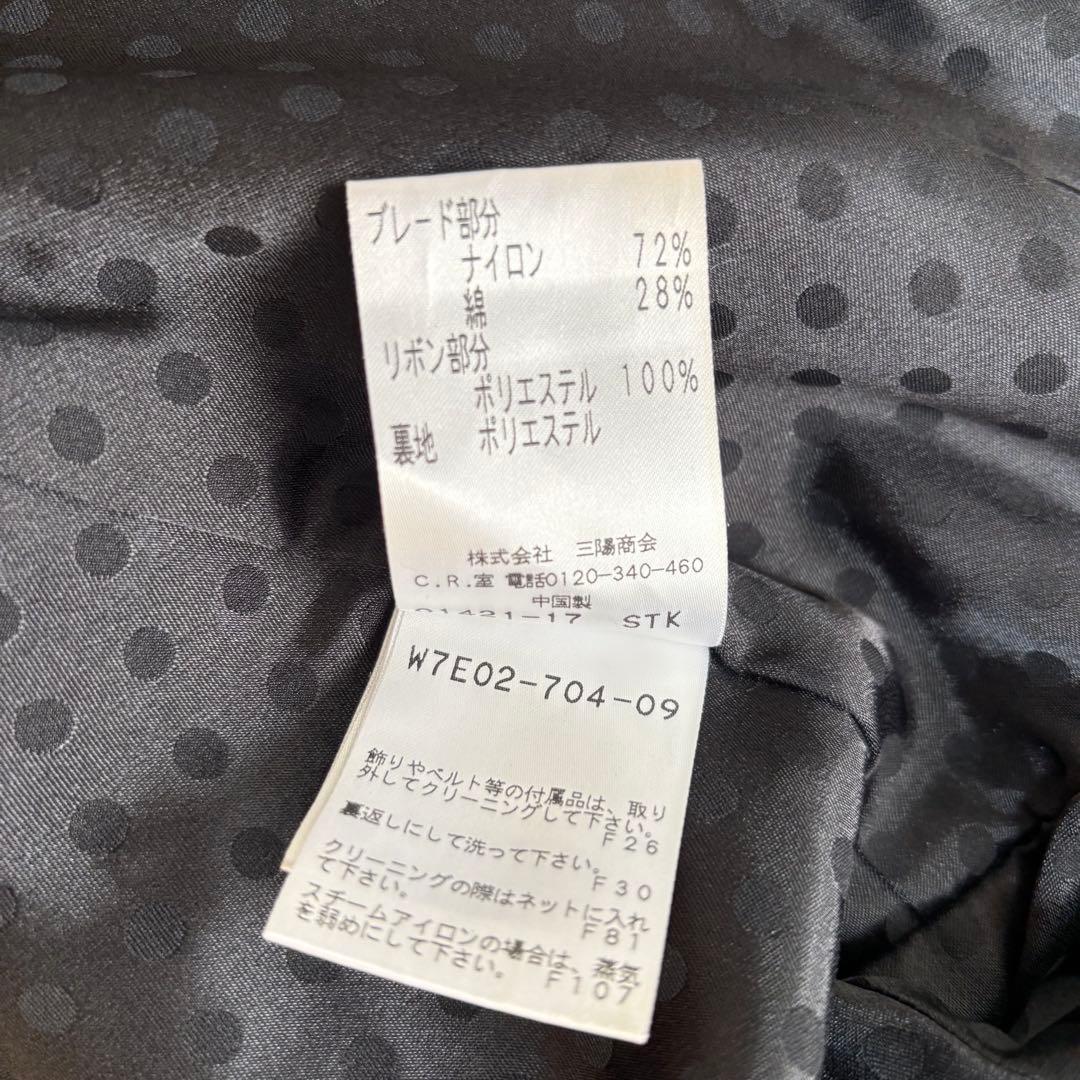 ブレード部分
ナイロン 72%
綿 28%
リボン部分
ポリエステル 100%
裏地 ポリエステル
株式会社 三陽商会
C.R.室 電話0120-340-460
中国製
01421-17 STK
W7E02-704-09
飾りやベルト等の付属品は、取り
外してクリーニングして下さい。
F26
裏返しにして洗って下さい。
F30
クリーニングの際はネットに入れ
て下さい。 F81
スチームアイロンの場合は、蒸気
を弱めにして下さい。 F107